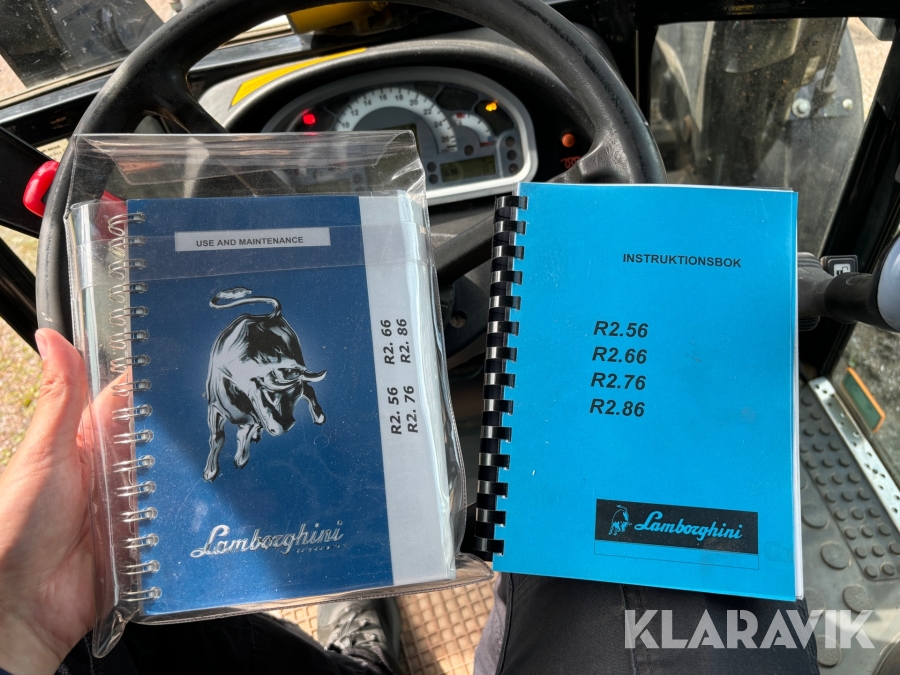 USE AND MAINTENANCE
R2. 56 R2. 66
R2. 76 R2. 86
Lamborghini
INSTRUKTIONSBOK
R2.56
R2.66
R2.76
R2.86
Lamborghini
KLARAVIK